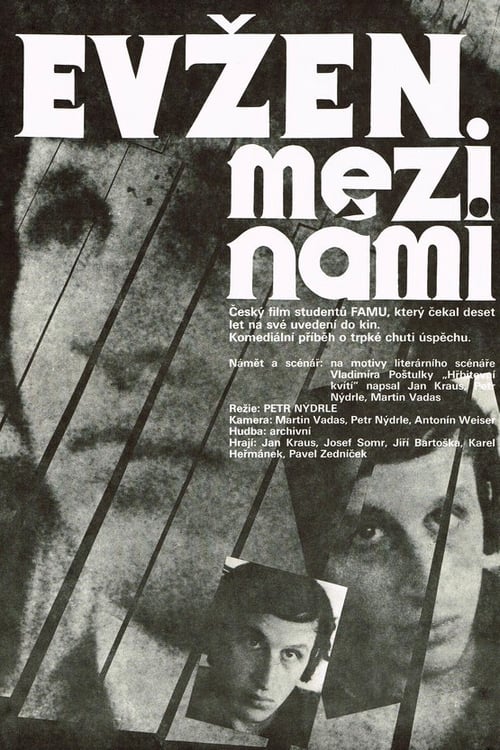 EVŽEN
mezi
námi
Český film studentů FAMU, který čekal deset
let na své uvedení do kin.
Komediální příběh o trpké chuti úspěchu.
Námět a scénář: na motivy literárního scénáře
Vladimíra Poštulky „Hřbitovní
kvítí" napsal Jan Kraus, Petr
Nýdrle, Martin Vadas
Režie: PETR NÝDRLE
Kamera: Martin Vadas, Petr Nýdrle, Antonín Weiser
Hudba: archivní
Hrají: Jan Kraus, Josef Somr, Jiří Bartoška, Karel
Heřmánek, Pavel Zedníček